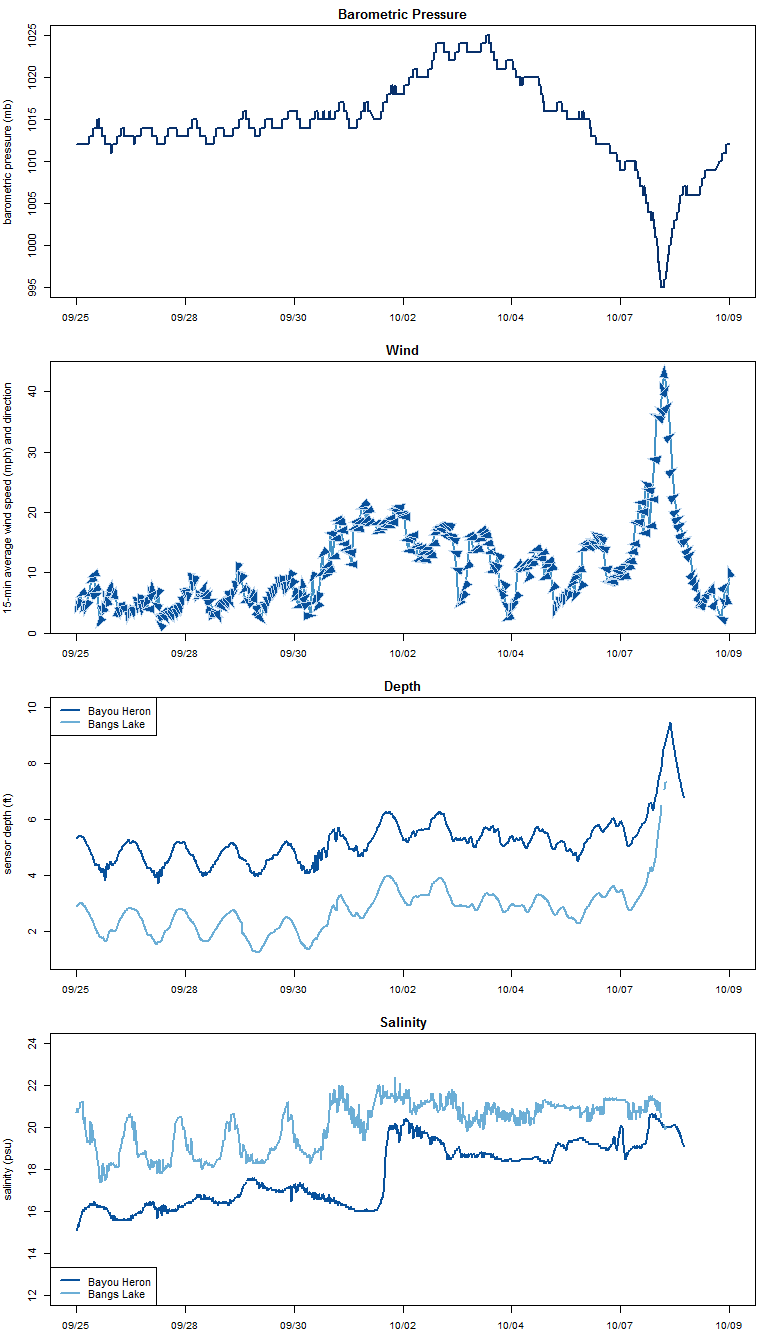 Barometric Pressure
barometric pressure (mb)
1025
1020
1015
1010
1005
1000
995
09/25 09/28 09/30 10/02 10/04 10/07 10/09
Wind
15-min average wind speed (mph) and direction
40
30
20
10
0
09/25 09/28 09/30 10/02 10/04 10/07 10/09
Depth
sensor depth (ft)
10
8
6
4
2
Bayou Heron
Bangs Lake
09/25 09/28 09/30 10/02 10/04 10/07 10/09
Salinity
salinity (psu)
24
22
20
18
16
14
12
Bayou Heron
Bangs Lake
09/25 09/28 09/30 10/02 10/04 10/07 10/09